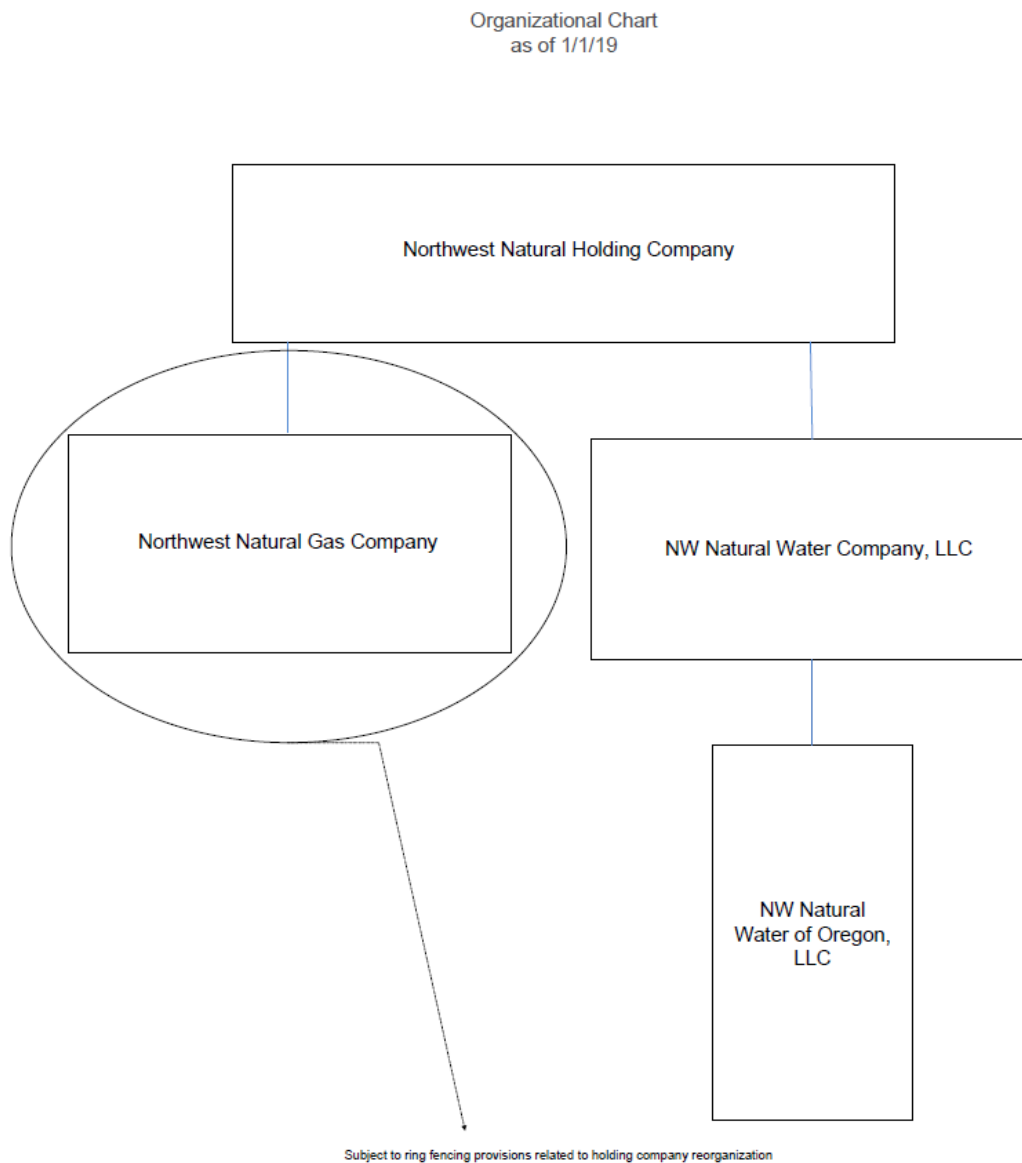 Organizational Chart
as of 1/1/19
Northwest Natural Holding Company
Northwest Natural Gas Company
NW Natural Water Company, LLC
NW Natural
Water of Oregon,
LLC
Subject to ring fencing provisions related to holding company reorganization